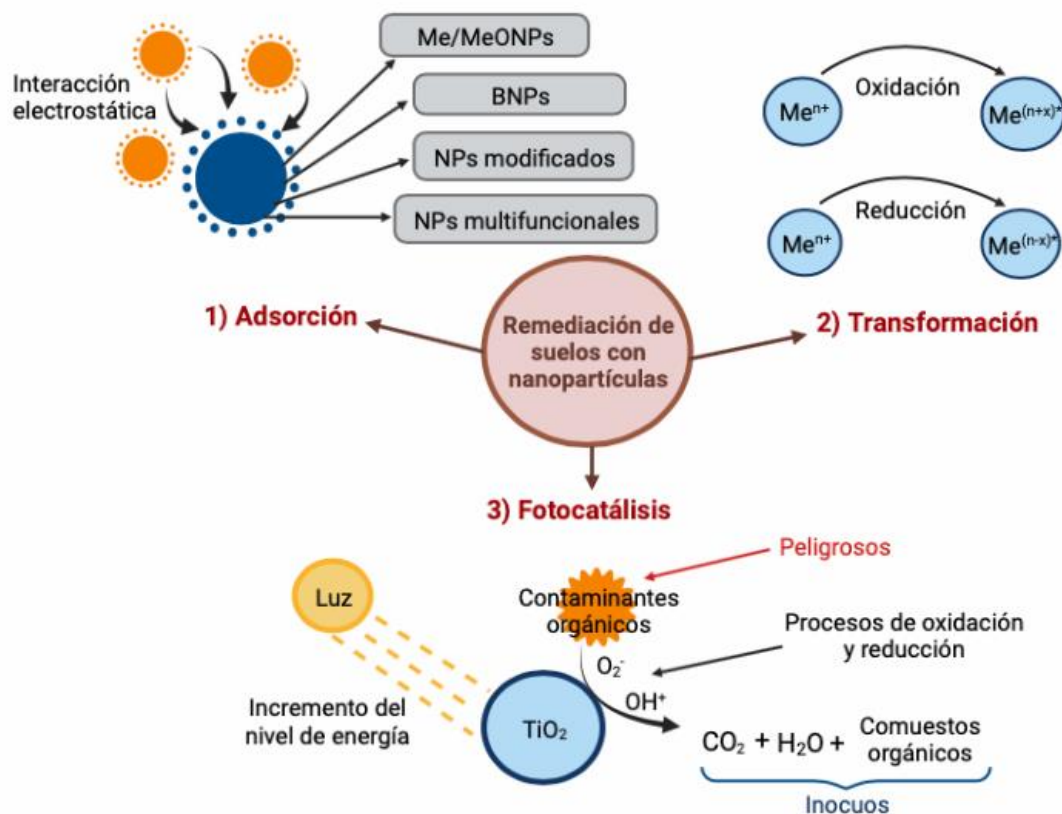 Interacción
electrostática
Me/MeONPs
BNPs
NPs modificados
NPs multifuncionales
Meⁿ⁺
Oxidación
Me⁽ⁿ⁺ˣ⁾*
Meⁿ⁺
Reducción
Me⁽ⁿ⁻ˣ⁾*
1) Adsorción
Remediación de
suelos con
nanopartículas
2) Transformación
3) Fotocatálisis
Luz
Incremento del
nivel de energía
Peligrosos
Contaminantes
orgánicos
Procesos de oxidación
y reducción
O₂⁻
OH⁺
TiO₂
CO₂ + H₂O + Comuestos
orgánicos
Inocuos